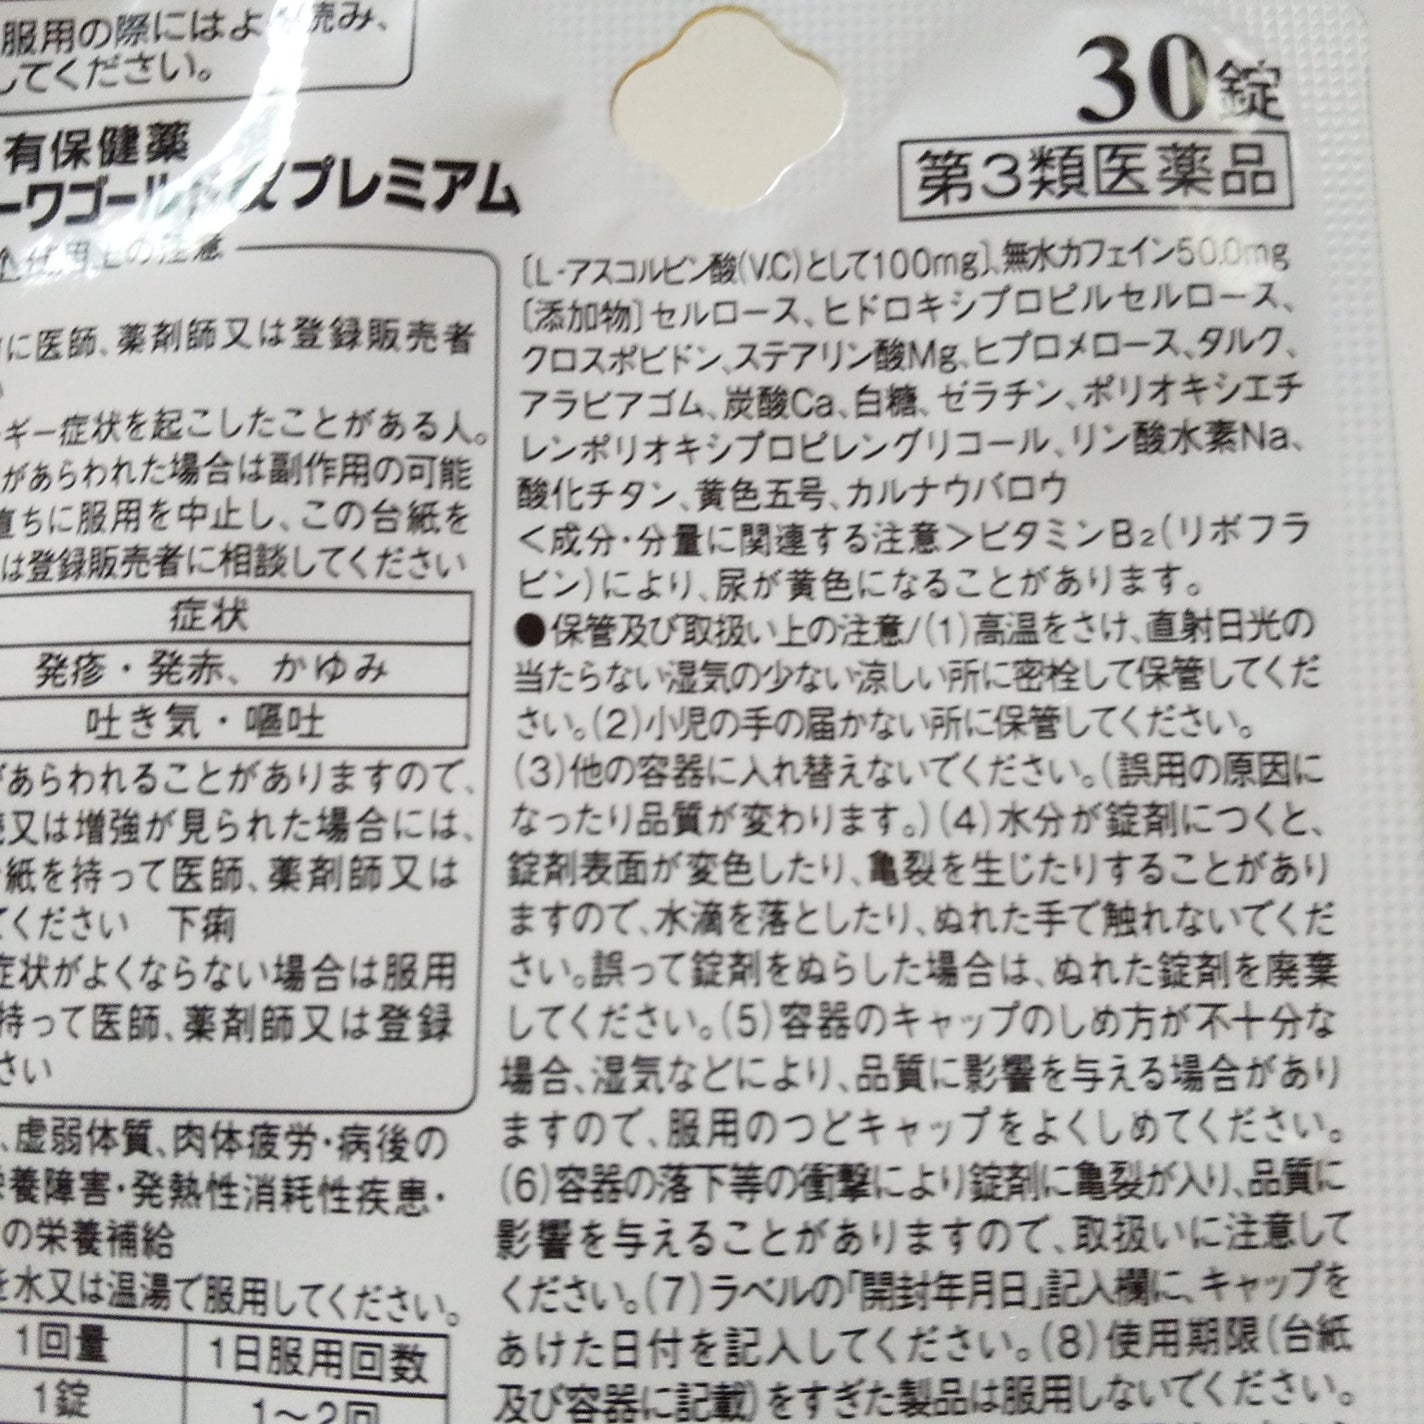 服用の際にはよ 読み、
してください。
有保健薬
ーワゴールドαプレミアム
上の注意
に医師、薬剤師又は登録販売者
ギー症状を起こしたことがある人。
があらわれた場合は副作用の可能
直ちに服用を中止し、この台紙を
は登録販売者に相談してください
症状
発疹・発赤、かゆみ
吐き気・嘔吐
があらわれることがありますので、
又は増強が見られた場合には、
紙を持って医師、薬剤師又は
てください 下痢
症状がよくならない場合は服用
持って医師、薬剤師又は登録
さい
、虚弱体質、肉体疲労・病後の
栄養障害・発熱性消耗性疾患・
の栄養補給
を水又は温湯で服用してください。
1回量 1日服用回数
1錠 1〜2回
30錠
第3類医薬品
〔L-アスコルビン酸(V.C)として100mg〕、無水カフェイン50.0mg
〔添加物〕セルロース、ヒドロキシプロピルセルロース、
クロスポビドン、ステアリン酸Mg、ヒプロメロース、タルク、
アラビアゴム、炭酸Ca、白糖、ゼラチン、ポリオキシエチ
レンポリオキシプロピレングリコール、リン酸水素Na、
酸化チタン、黄色五号、カルナウバロウ
＜成分・分量に関連する注意＞ビタミンB₂(リボフラ
ビン)により、尿が黄色になることがあります。
●保管及び取扱い上の注意/(1)高温をさけ、直射日光の
当たらない湿気の少ない涼しい所に密栓して保管してくだ
さい。(2)小児の手の届かない所に保管してください。
(3)他の容器に入れ替えないでください。(誤用の原因に
なったり品質が変わります。)(4)水分が錠剤につくと、
錠剤表面が変色したり、亀裂を生じたりすることがあり
ますので、水滴を落としたり、ぬれた手で触れないでくだ
さい。誤って錠剤をぬらした場合は、ぬれた錠剤を廃棄
してください。(5)容器のキャップのしめ方が不十分な
場合、湿気などにより、品質に影響を与える場合があり
ますので、服用のつどキャップをよくしめてください。
(6)容器の落下等の衝撃により錠剤に亀裂が入り、品質に
影響を与えることがありますので、取扱いに注意して
ください。(7)ラベルの「開封年月日」記入欄に、キャップを
あけた日付を記入してください。(8)使用期限(台紙
及び容器に記載)をすぎた製品は服用しないでください。